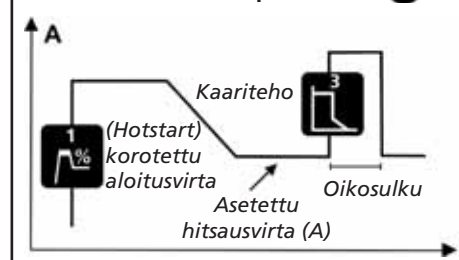 A
Kaariteho
3
1
%
(Hotstart)
korotettu
aloitusvirta
Oikosulku
Asetettu
hitsausvirta (A)